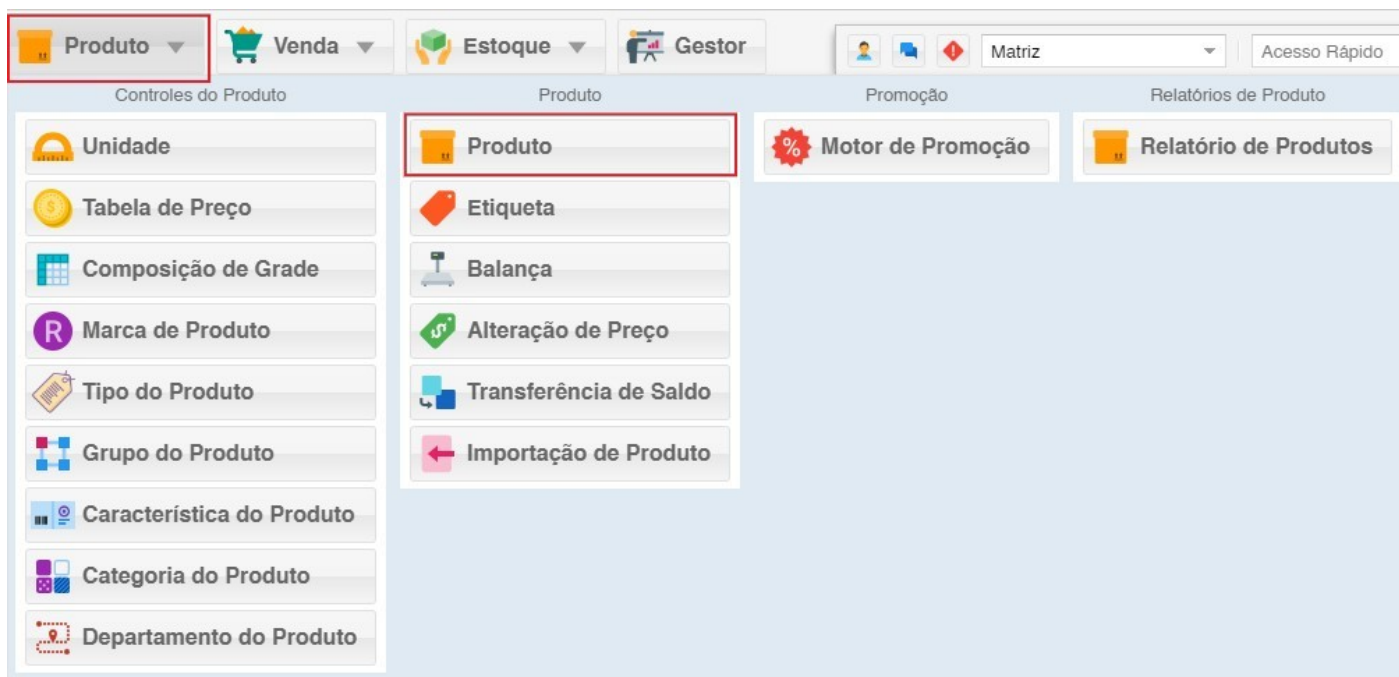 Produto
Venda
Estoque
Gestor
Matriz
Acesso Rápido
Controles do Produto
Unidade
Tabela de Preço
Composição de Grade
Marca de Produto
Tipo do Produto
Grupo do Produto
Característica do Produto
Categoria do Produto
Departamento do Produto
Produto
Produto
Etiqueta
Balança
Alteração de Preço
Transferência de Saldo
Importação de Produto
Promoção
Motor de Promoção
Relatórios de Produto
Relatório de Produtos